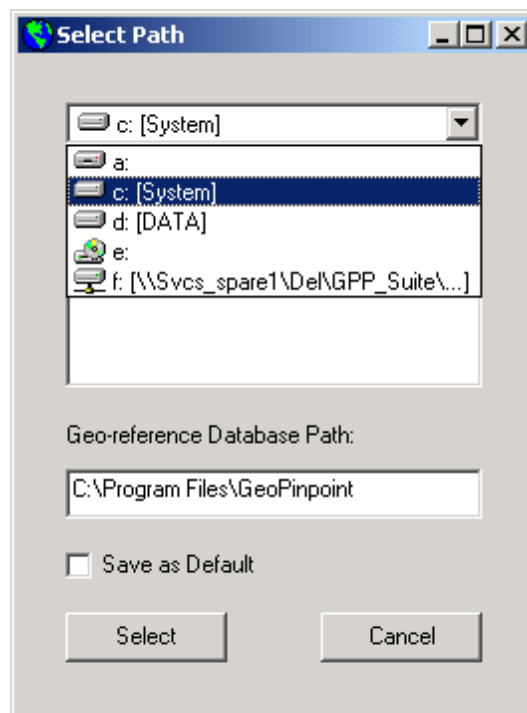 Select Path
c: [System]
a:
c: [System]
d: [DATA]
e:
f: [\\Svcs_spare1\Del\GPP_Suite\...]
Geo-reference Database Path:
C:\Program Files\GeoPinpoint
Save as Default
Select
Cancel